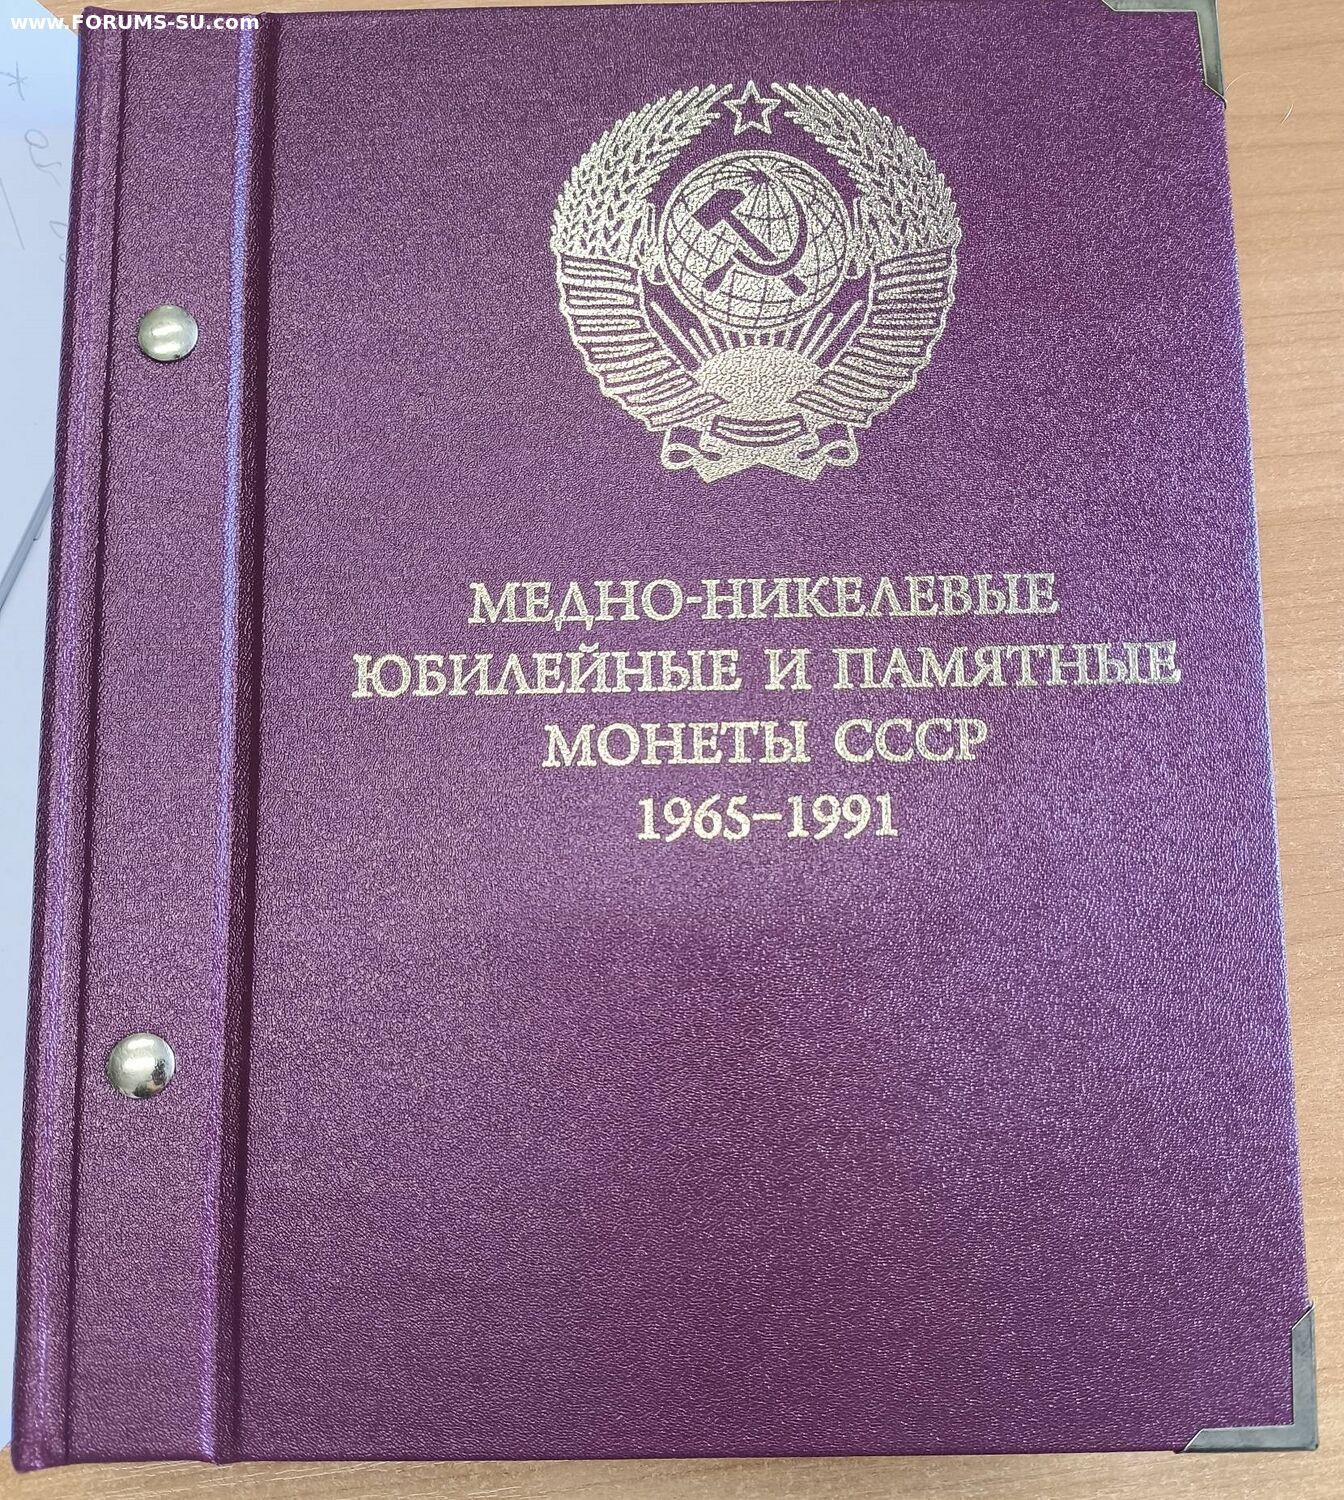 www.FORUMS-SU.com
МЕДНО-НИКЕЛЕВЫЕ
ЮБИЛЕЙНЫЕ И ПАМЯТНЫЕ
МОНЕТЫ СССР
1965–1991